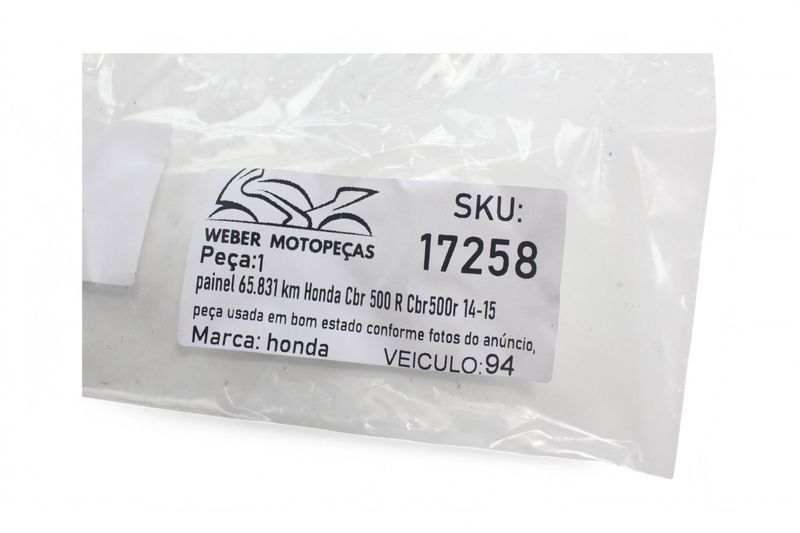 WEBER MOTOPEÇAS
SKU:
17258
Peça:1
painel 65.831 km Honda Cbr 500 R Cbr500r 14-15
peça usada em bom estado conforme fotos do anúncio,
Marca: honda
VEICULO:94